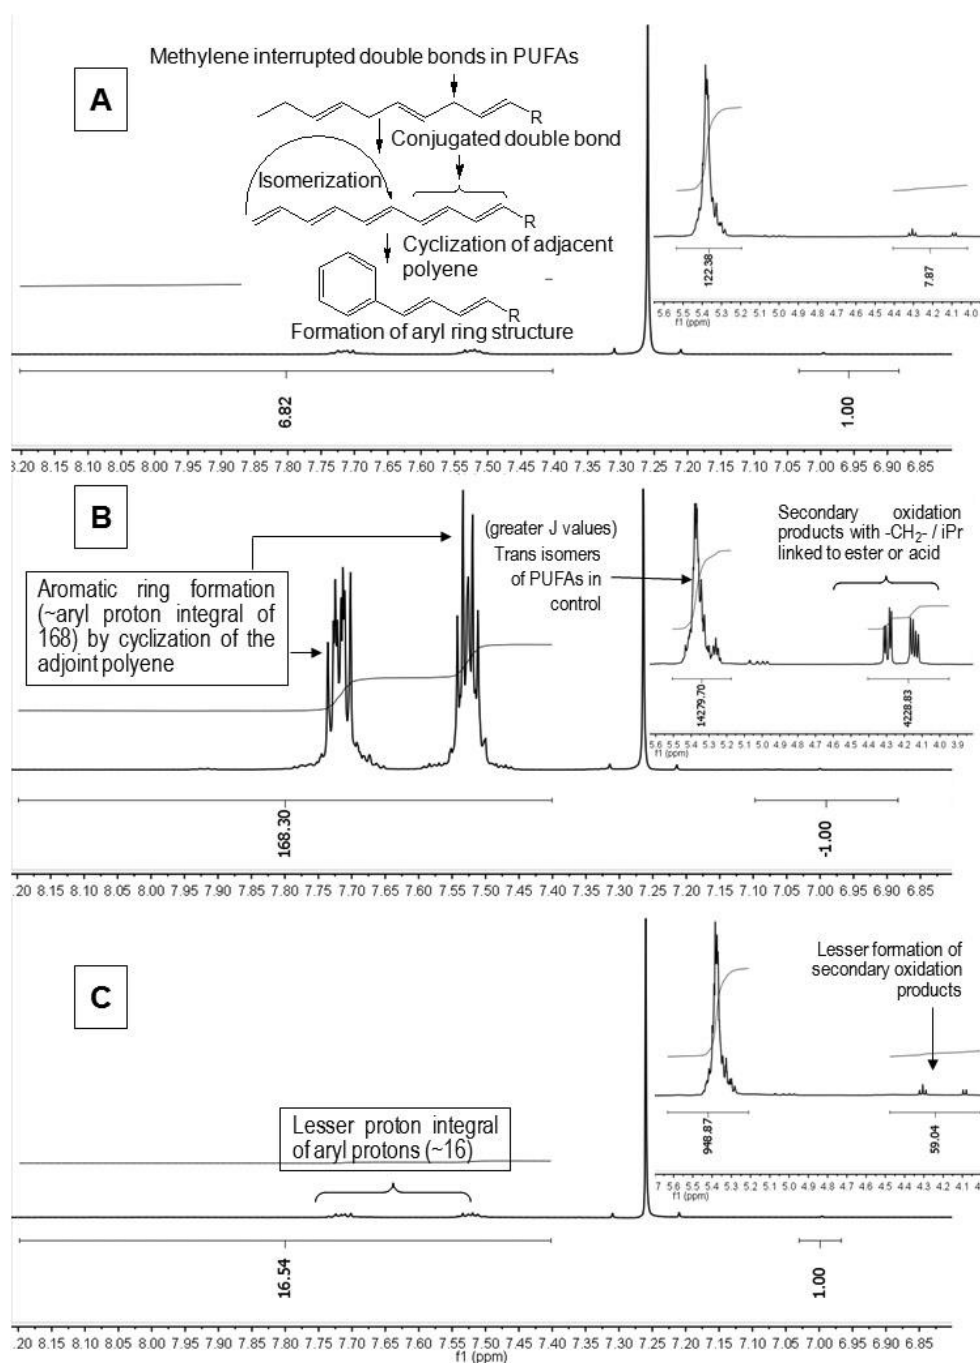 A
Methylene interrupted double bonds in PUFAs
R
Conjugated double bond
Isomerization
R
Cyclization of adjacent
polyene
R
Formation of aryl ring structure
122.38
7.87
5.6 5.5 5.4 5.3 5.2 5.1 5.0 4.9 4.8 4.7 4.6 4.5 4.4 4.3 4.2 4.1 4.0
f1 (ppm)
6.82
1.00
8.20 8.15 8.10 8.05 8.00 7.95 7.90 7.85 7.80 7.75 7.70 7.65 7.60 7.55 7.50 7.45 7.40 7.35 7.30 7.25 7.20 7.15 7.10 7.05 7.00 6.95 6.90 6.85
B
Aromatic ring formation
(~aryl proton integral of
168) by cyclization of the
adjoint polyene
(greater J values)
Trans isomers
of PUFAs in
control
Secondary oxidation
products with -CH₂- / iPr
linked to ester or acid
14279.70
4228.83
5.6 5.5 5.4 5.3 5.2 5.1 5.0 4.9 4.8 4.7 4.6 4.5 4.4 4.3 4.2 4.1 4.0 3.9
f1 (ppm)
168.30
-1.00
.20 8.15 8.10 8.05 8.00 7.95 7.90 7.85 7.80 7.75 7.70 7.65 7.60 7.55 7.50 7.45 7.40 7.35 7.30 7.25 7.20 7.15 7.10 7.05 7.00 6.95 6.90 6.85
C
Lesser proton integral
of aryl protons (~16)
Lesser formation of
secondary oxidation
products
948.87
59.04
7 5.6 5.5 5.4 5.3 5.2 5.1 5.0 4.9 4.8 4.7 4.6 4.5 4.4 4.3 4.2 4.1 4
f1 (ppm)
16.54
1.00
.20 8.15 8.10 8.05 8.00 7.95 7.90 7.85 7.80 7.75 7.70 7.65 7.60 7.55 7.50 7.45 7.40 7.35 7.30 7.25 7.20 7.15 7.10 7.05 7.00 6.95 6.90 6.85
f1 (ppm)